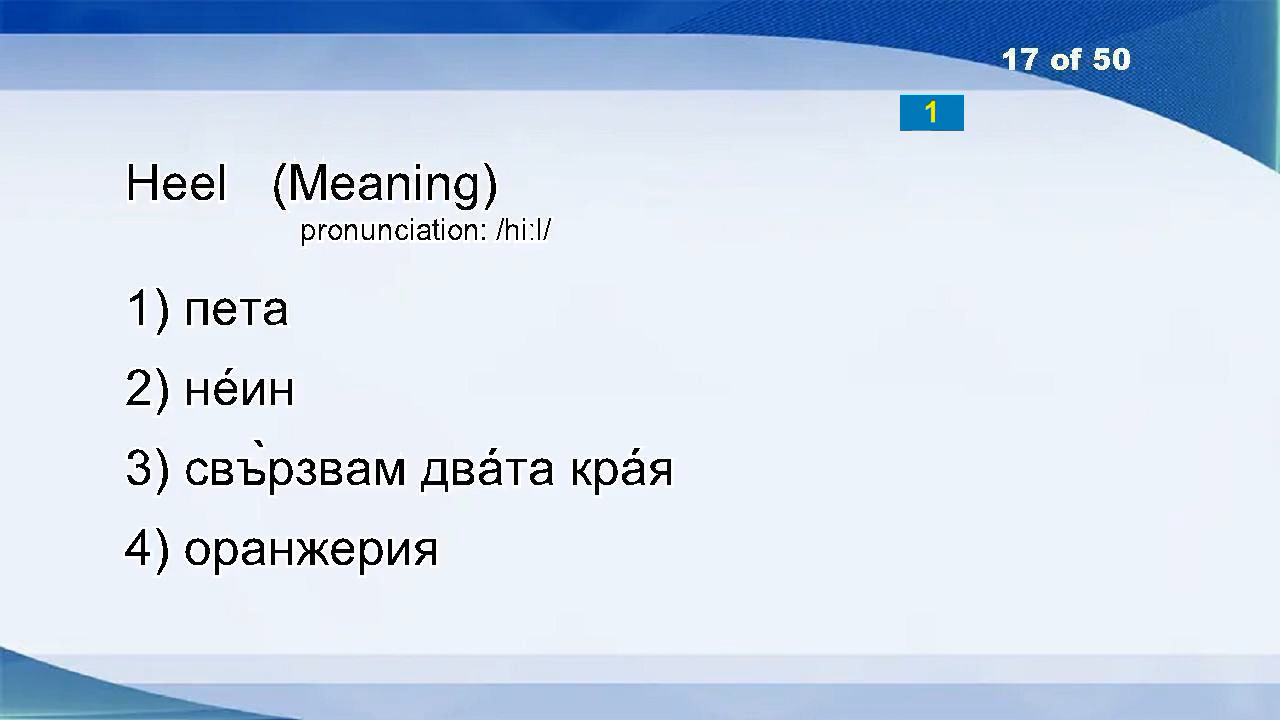 17 of 50
1
Heel (Meaning)
pronunciation: /hi:l/
1) пета
2) не́ин
3) свъ̀рзвам два́та кра́я
4) оранжерия